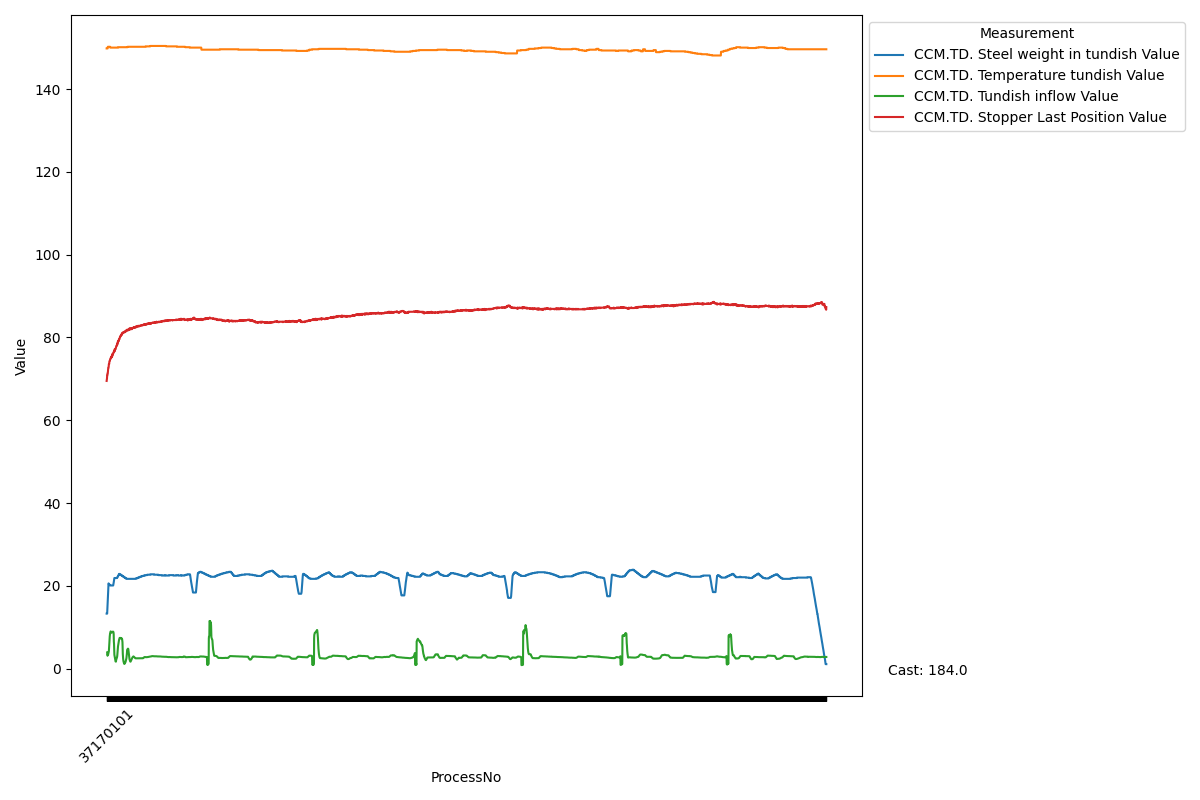 Measurement
CCM.TD. Steel weight in tundish Value
CCM.TD. Temperature tundish Value
CCM.TD. Tundish inflow Value
CCM.TD. Stopper Last Position Value
140
120
100
80
60
40
20
0
Value
Cast: 184.0
37170101
ProcessNo